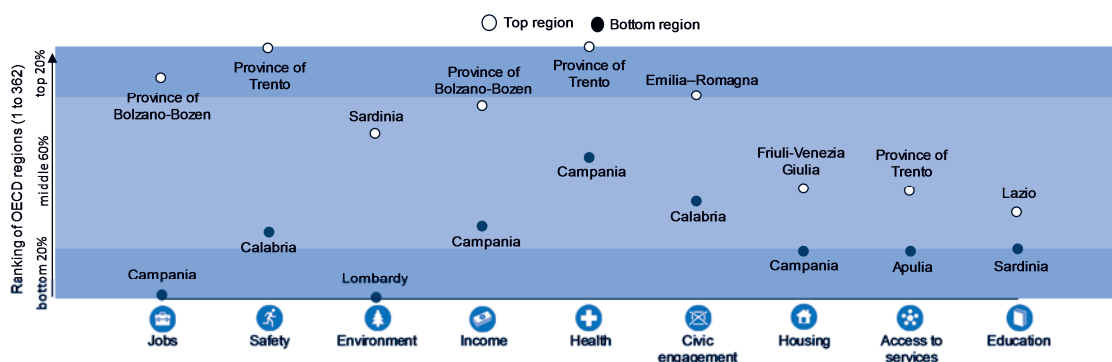 Top region
Bottom region
Ranking of OECD regions (1 to 362)
top 20%
middle 60%
bottom 20%
Province of
Bolzano-Bozen
Campania
Province of
Trento
Calabria
Sardinia
Lombardy
Province of
Bolzano-Bozen
Campania
Province of
Trento
Campania
Emilia–Romagna
Calabria
Friuli-Venezia
Giulia
Campania
Province of
Trento
Apulia
Lazio
Sardinia
Jobs
Safety
Environment
Income
Health
Civic
engagement
Housing
Access to
services
Education